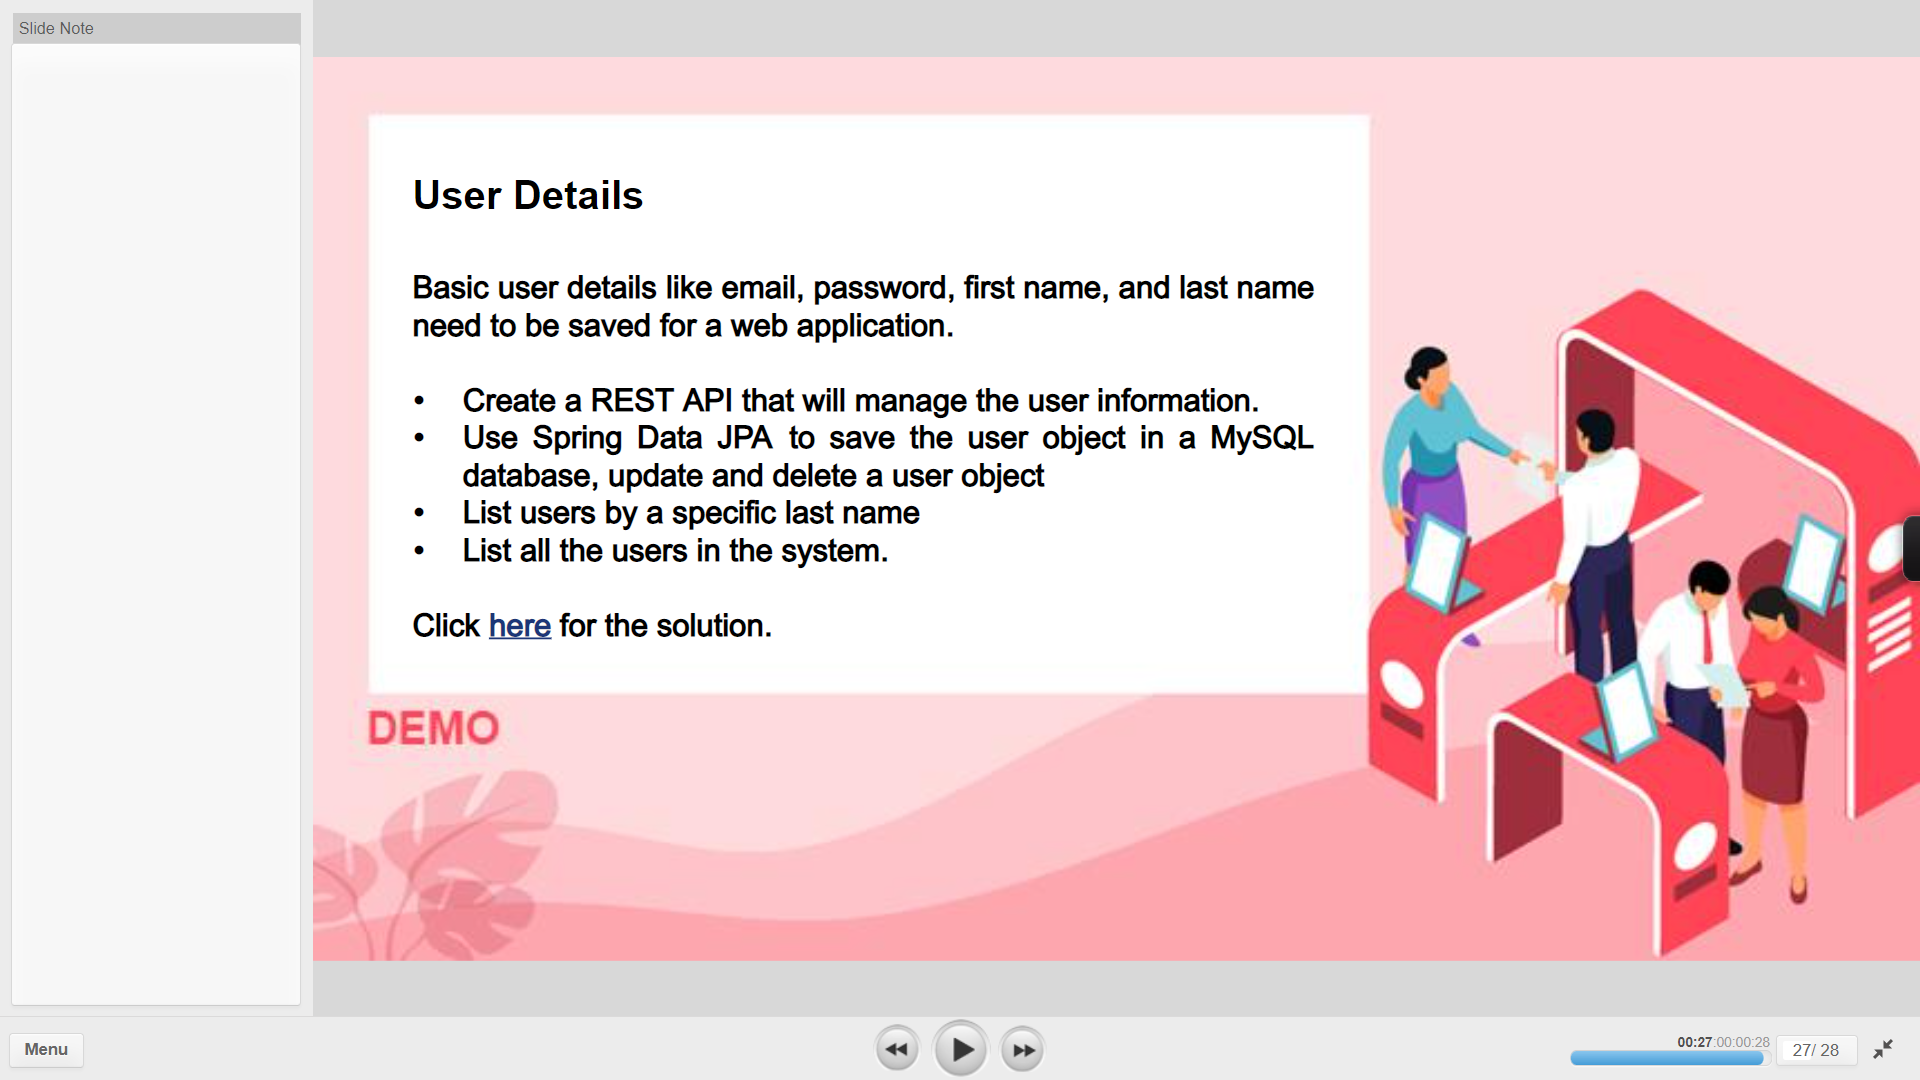 Slide Note
User Details
Basic user details like email, password, first name, and last name
need to be saved for a web application.
• Create a REST API that will manage the user information.
• Use Spring Data JPA to save the user object in a MySQL
database, update and delete a user object
• List users by a specific last name
• List all the users in the system.
Click here for the solution.
DEMO
Menu
00:27:00:00:28
27/ 28